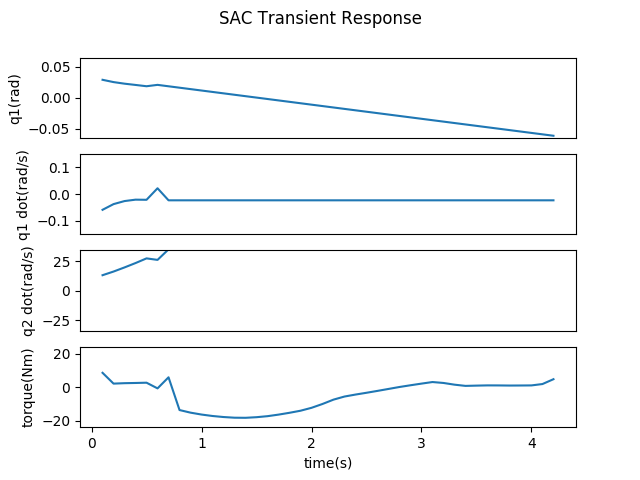 SAC Transient Response
q1(rad)
0.05
0.00
−0.05
q1 dot(rad/s)
0.1
0.0
−0.1
q2 dot(rad/s)
25
0
−25
torque(Nm)
20
0
−20
0 1 2 3 4
time(s)